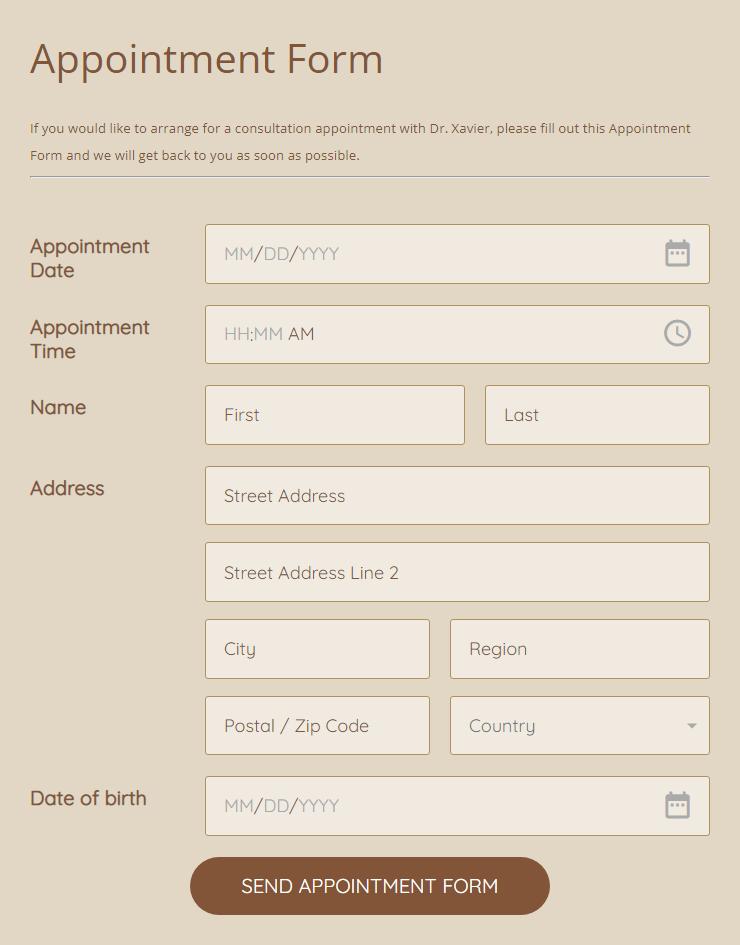 Appointment Form
If you would like to arrange for a consultation appointment with Dr. Xavier, please fill out this Appointment
Form and we will get back to you as soon as possible.
Appointment
Date
MM/DD/YYYY
Appointment
Time
HH:MM AM
Name
First
Last
Address
Street Address
Street Address Line 2
City
Region
Postal / Zip Code
Country
Date of birth
MM/DD/YYYY
SEND APPOINTMENT FORM